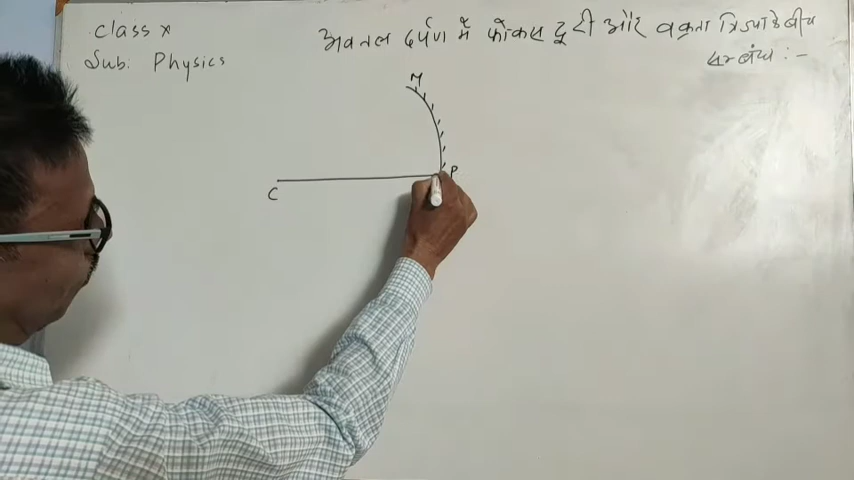 class x
Sub: Physics
अवतल दर्पण में फोकस दूरी और वक्रता त्रिज्या के बीच
सम्बंध :-
M
P
C